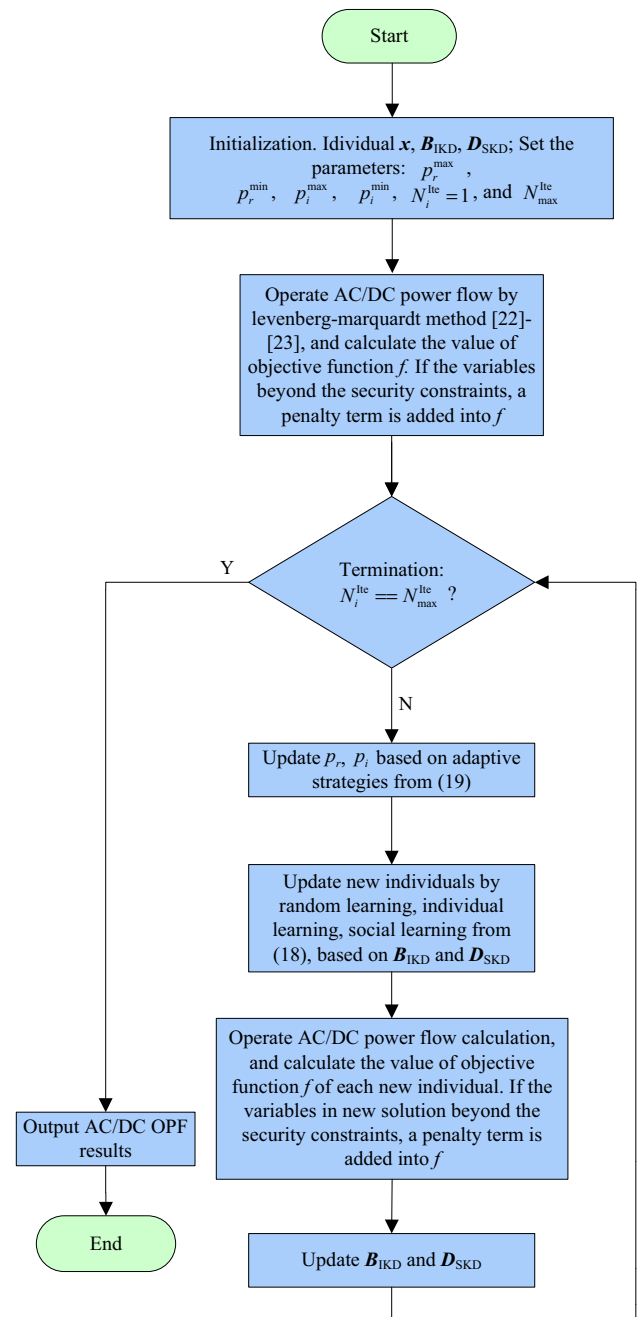 Start
Initialization. Idividual x, B_IKD, D_SKD; Set the
parameters: p_r^max ,
p_r^min, p_i^max, p_i^min, N_i^Ite = 1, and N_max^Ite
Operate AC/DC power flow by
levenberg-marquardt method [22]-
[23], and calculate the value of
objective function f. If the variables
beyond the security constraints, a
penalty term is added into f
Termination:
N_i^Ite == N_max^Ite ?
Y
N
Update p_r, p_i based on adaptive
strategies from (19)
Update new individuals by
random learning, individual
learning, social learning from
(18), based on B_IKD and D_SKD
Operate AC/DC power flow calculation,
and calculate the value of objective
function f of each new individual. If the
variables in new solution beyond the
security constraints, a penalty term is
added into f
Output AC/DC OPF
results
End
Update B_IKD and D_SKD